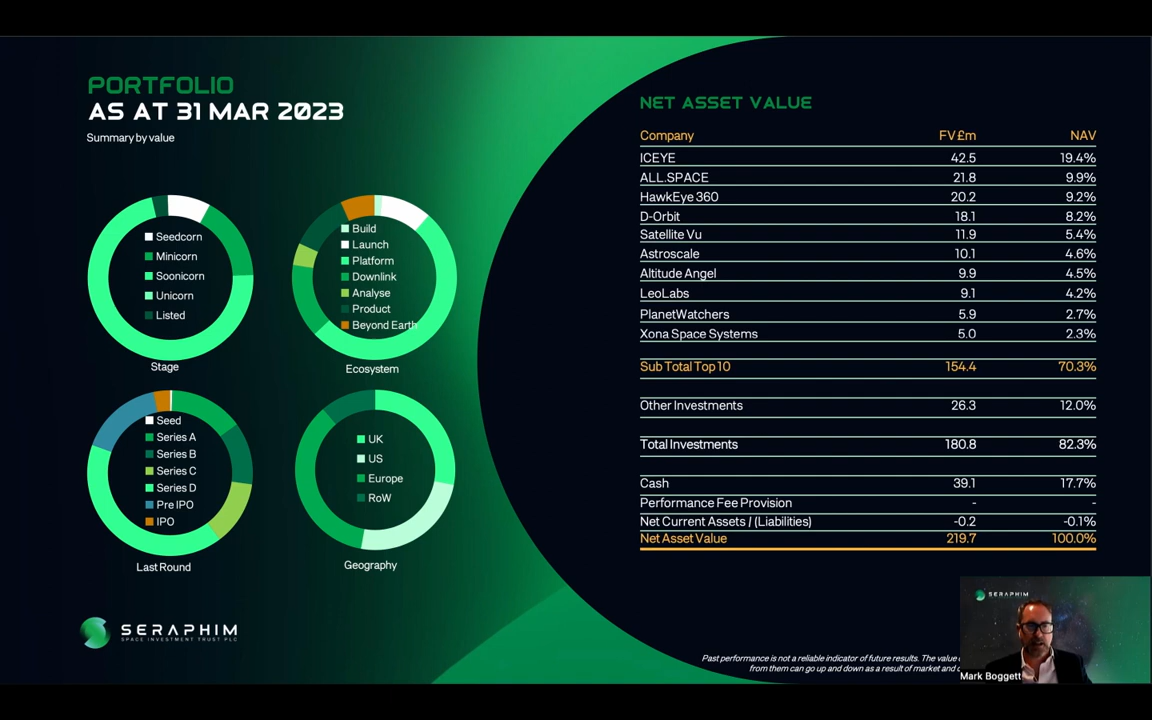 PORTFOLIO
AS AT 31 MAR 2023
Summary by value
Seedcorn
Minicorn
Soonicorn
Unicorn
Listed
Stage
Build
Launch
Platform
Downlink
Analyse
Product
Beyond Earth
Ecosystem
Seed
Series A
Series B
Series C
Series D
Pre IPO
IPO
Last Round
UK
US
Europe
RoW
Geography
SERAPHIM
SPACE INVESTMENT TRUST PLC
NET ASSET VALUE
Company FV £m NAV
ICEYE 42.5 19.4%
ALL.SPACE 21.8 9.9%
HawkEye 360 20.2 9.2%
D-Orbit 18.1 8.2%
Satellite Vu 11.9 5.4%
Astroscale 10.1 4.6%
Altitude Angel 9.9 4.5%
LeoLabs 9.1 4.2%
PlanetWatchers 5.9 2.7%
Xona Space Systems 5.0 2.3%
Sub Total Top 10 154.4 70.3%
Other Investments 26.3 12.0%
Total Investments 180.8 82.3%
Cash 39.1 17.7%
Performance Fee Provision - -
Net Current Assets / (Liabilities) -0.2 -0.1%
Net Asset Value 219.7 100.0%
Past performance is not a reliable indicator of future results. The value
from them can go up and down as a result of market and
SERAPHIM
Mark Boggett